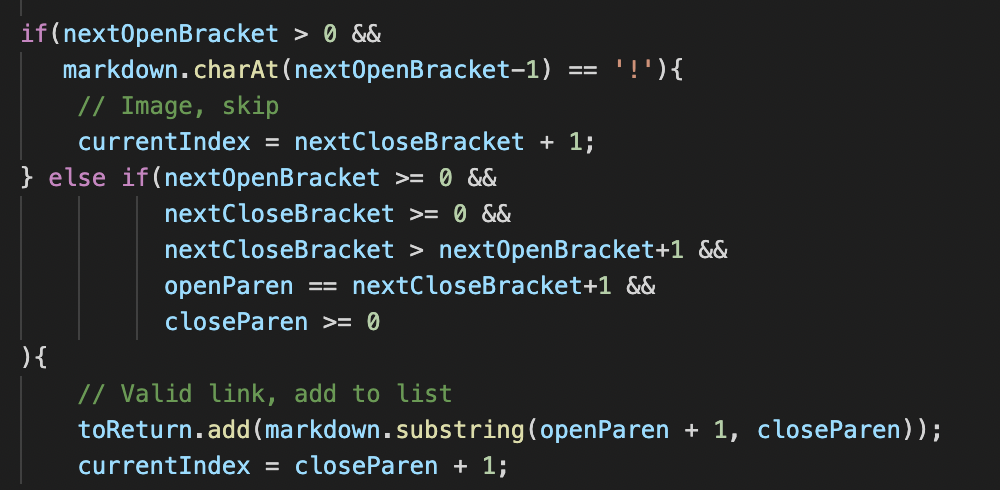 if(nextOpenBracket > 0 &&
markdown.charAt(nextOpenBracket-1) == '!'){
// Image, skip
currentIndex = nextCloseBracket + 1;
} else if(nextOpenBracket >= 0 &&
nextCloseBracket >= 0 &&
nextCloseBracket > nextOpenBracket+1 &&
openParen == nextCloseBracket+1 &&
closeParen >= 0
){
// Valid link, add to list
toReturn.add(markdown.substring(openParen + 1, closeParen));
currentIndex = closeParen + 1;